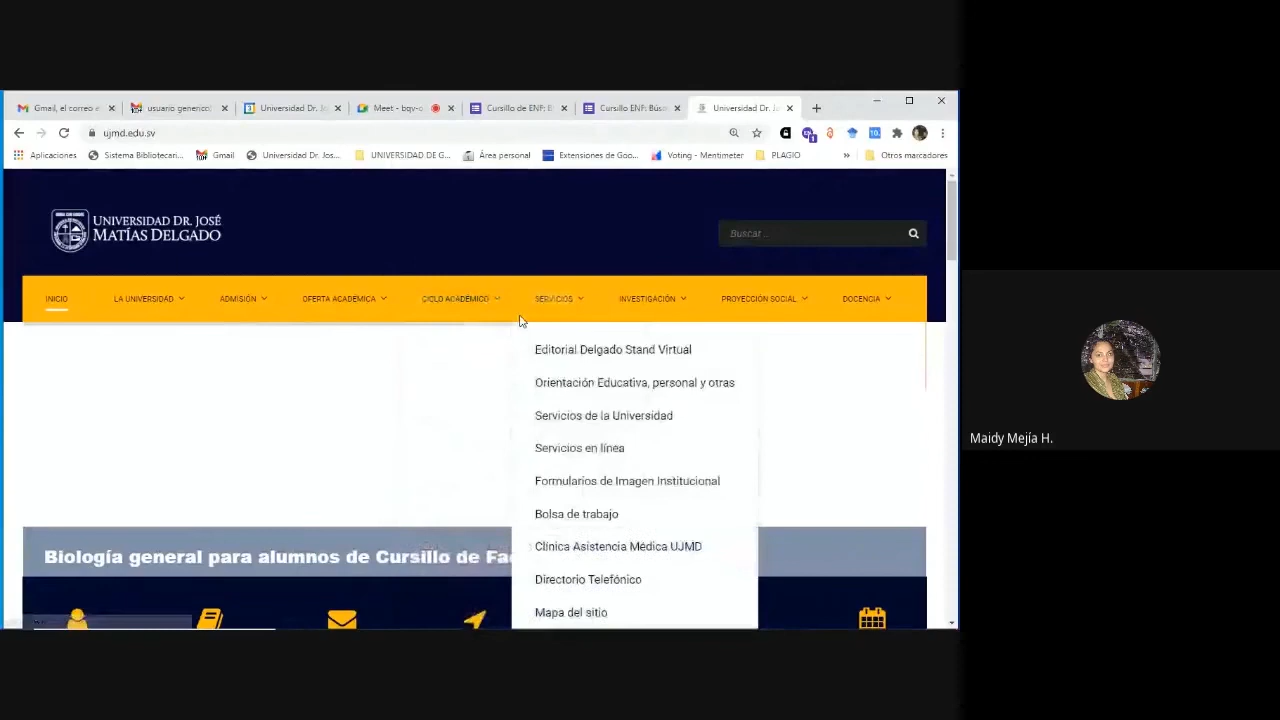 Gmail, el correo e
usuario generico
Universidad Dr. Jo
Meet - bqv-o
Cursillo de ENF: B
Cursillo ENF: Búsq
Universidad Dr. Jo
ujmd.edu.sv
Aplicaciones
Sistema Bibliotecari...
Gmail
Universidad Dr. Jos...
UNIVERSIDAD DE G...
Área personal
Extensiones de Goo...
Voting - Mentimeter
PLAGIO
»
Otros marcadores
UNIVERSIDAD DR. JOSÉ
MATÍAS DELGADO
Buscar ...
INICIO
LA UNIVERSIDAD
ADMISIÓN
OFERTA ACADÉMICA
CICLO ACADÉMICO
SERVICIOS
INVESTIGACIÓN
PROYECCIÓN SOCIAL
DOCENCIA
Editorial Delgado Stand Virtual
Orientación Educativa, personal y otras
Servicios de la Universidad
Servicios en línea
Formularios de Imagen Institucional
Bolsa de trabajo
Clínica Asistencia Médica UJMD
Directorio Telefónico
Mapa del sitio
Biología general para alumnos de Cursillo de Fac
Maidy Mejía H.